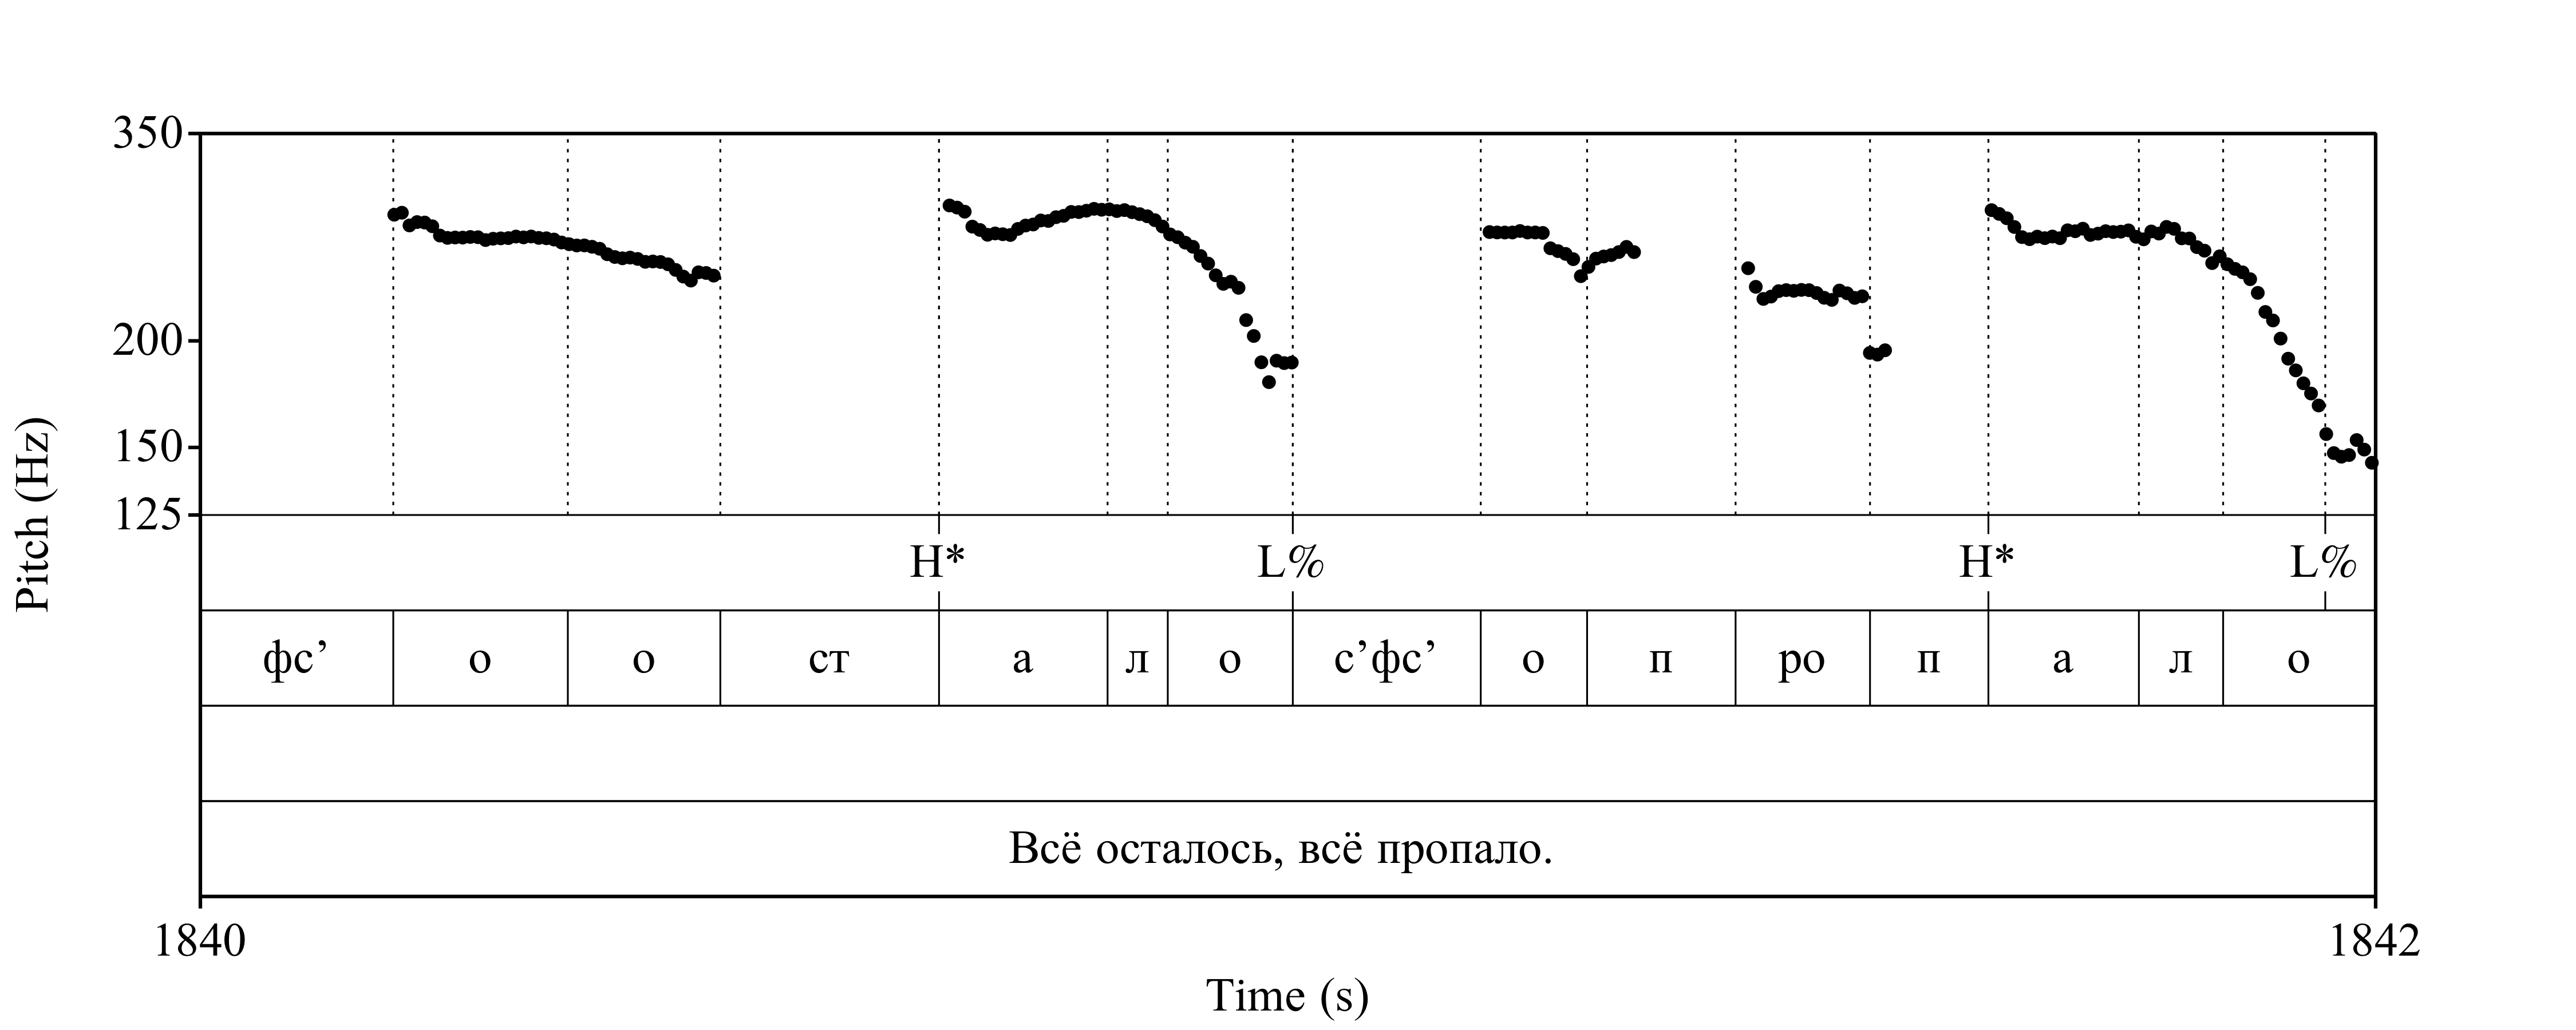 350
200
150
125
Pitch (Hz)
H* L% H* L%
фс’ о о ст а л о с’фс’ о п ро п а л о
Всё осталось, всё пропало.
1840 1842
Time (s)